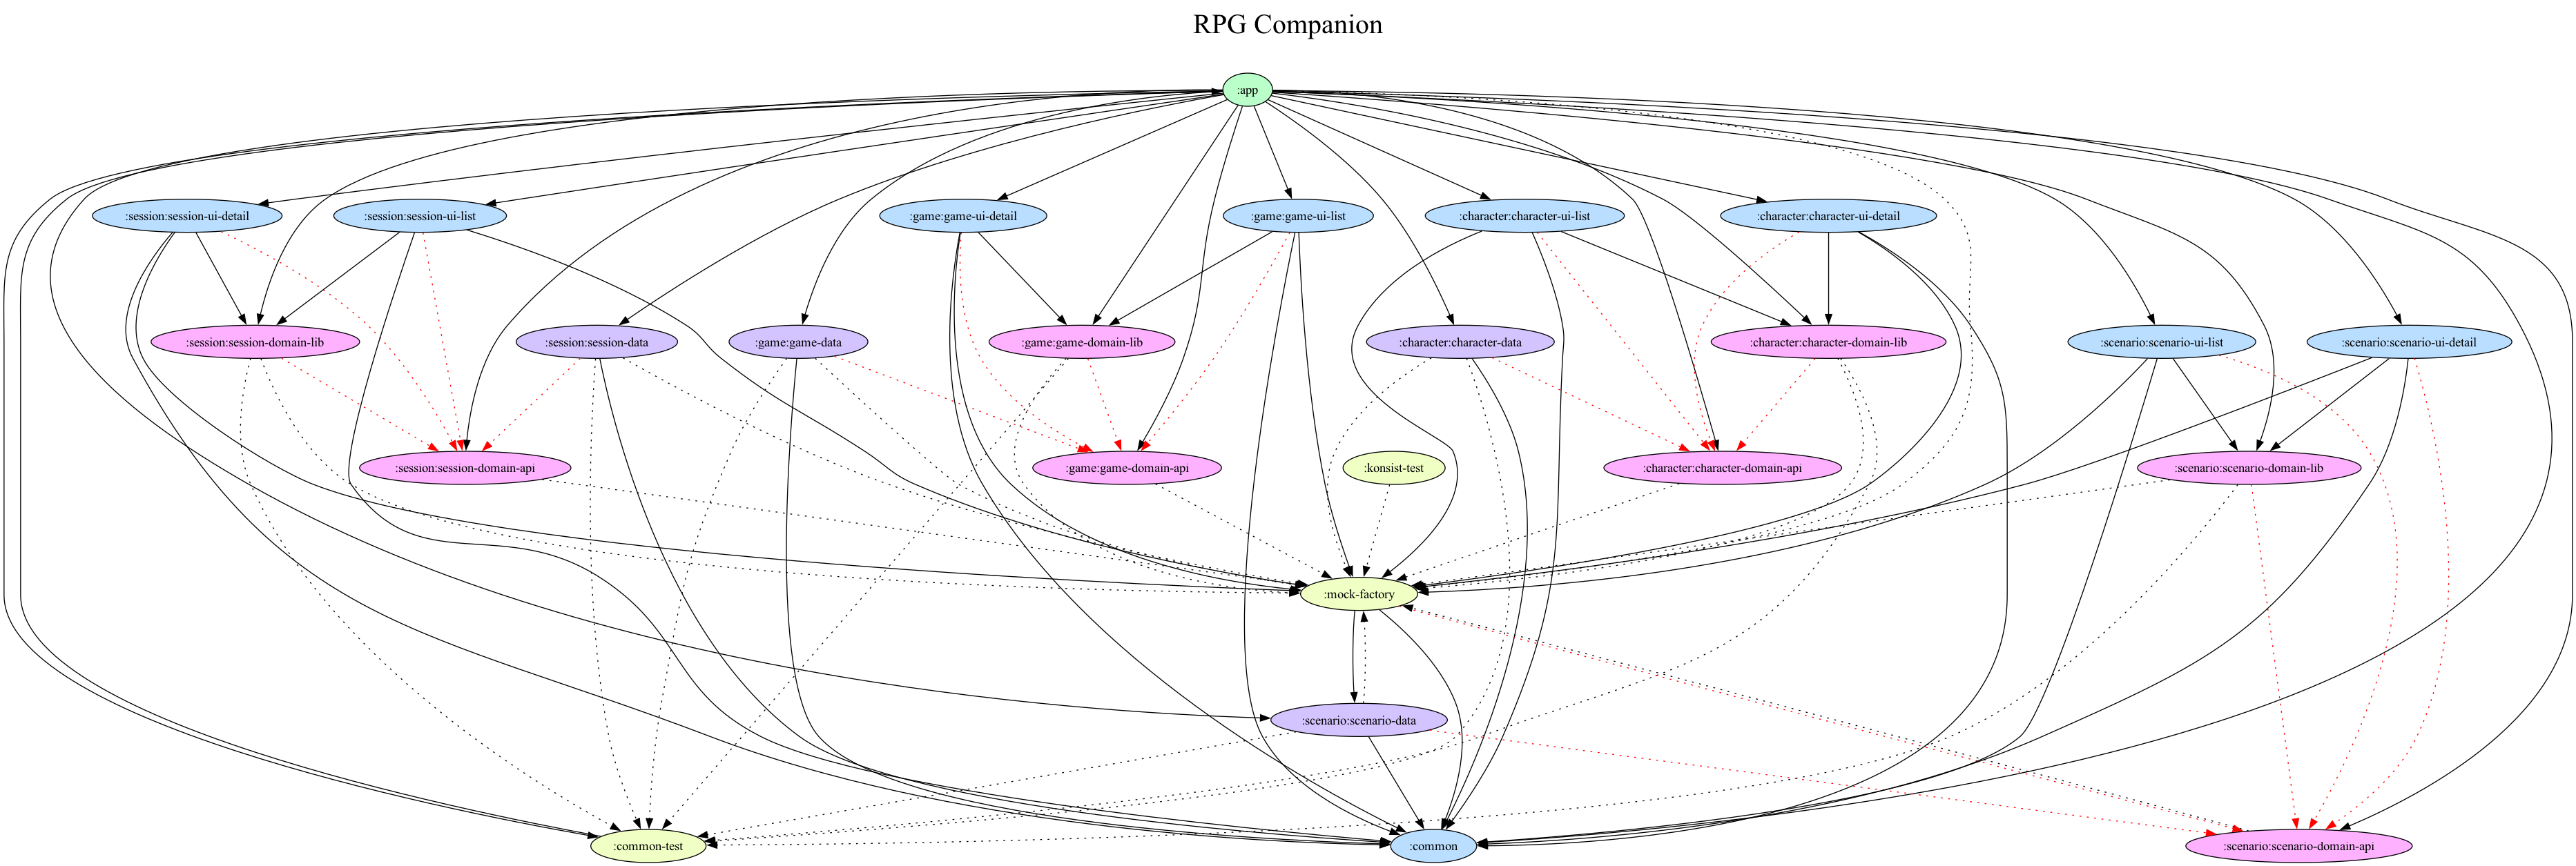 RPG Companion
:app
:session:session-ui-detail
:session:session-ui-list
:game:game-ui-detail
:game:game-ui-list
:character:character-ui-list
:character:character-ui-detail
:session:session-domain-lib
:session:session-data
:game:game-data
:game:game-domain-lib
:character:character-data
:character:character-domain-lib
:scenario:scenario-ui-list
:scenario:scenario-ui-detail
:session:session-domain-api
:game:game-domain-api
:konsist-test
:character:character-domain-api
:scenario:scenario-domain-lib
:mock-factory
:scenario:scenario-data
:common-test
:common
:scenario:scenario-domain-api